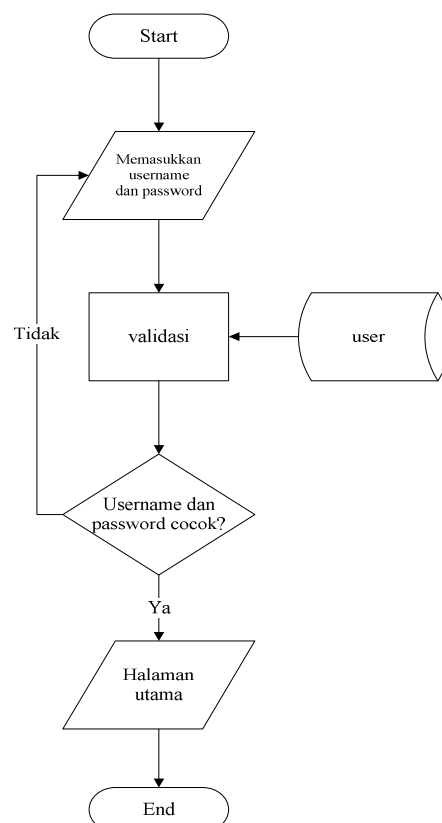 Start
Memasukkan
username
dan password
Tidak
validasi
user
Username dan
password cocok?
Ya
Halaman
utama
End